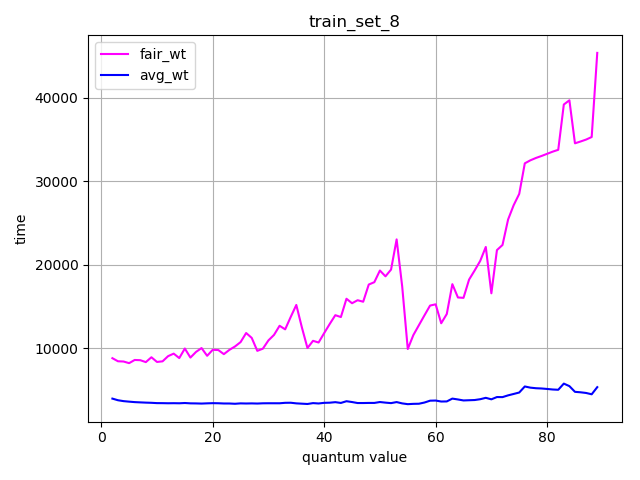 train_set_8
fair_wt
avg_wt
time
40000
30000
20000
10000
0 20 40 60 80
quantum value